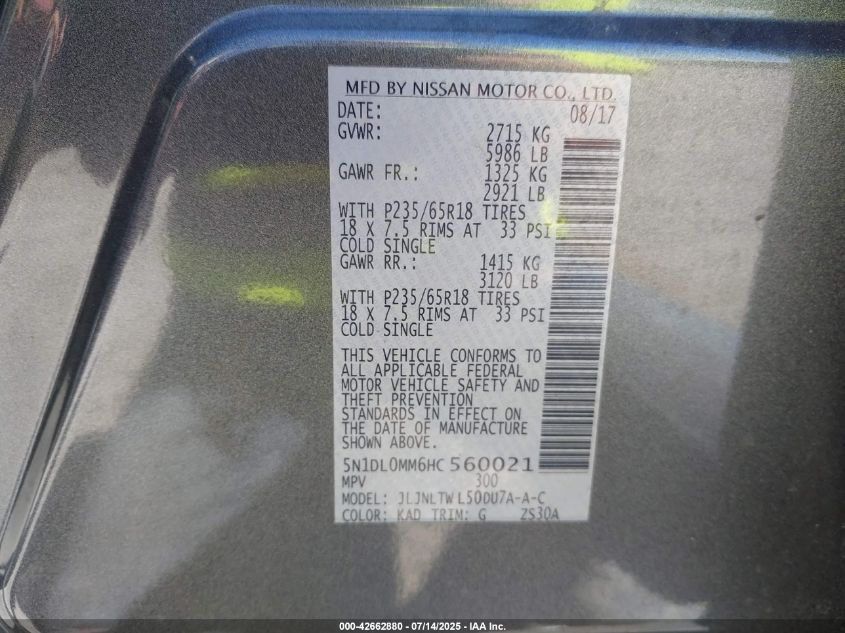 MFD BY NISSAN MOTOR CO., LTD.
DATE: 08/17
GVWR: 2715 KG
5986 LB
GAWR FR.: 1325 KG
2921 LB
WITH P235/65R18 TIRES
18 X 7.5 RIMS AT 33 PSI
COLD SINGLE
GAWR RR.: 1415 KG
3120 LB
WITH P235/65R18 TIRES
18 X 7.5 RIMS AT 33 PSI
COLD SINGLE
THIS VEHICLE CONFORMS TO
ALL APPLICABLE FEDERAL
MOTOR VEHICLE SAFETY AND
THEFT PREVENTION
STANDARDS IN EFFECT ON
THE DATE OF MANUFACTURE
SHOWN ABOVE.
5N1DL0MM6HC560021
MPV 300
MODEL: JLJNLTWL50DU7A-A-C
COLOR: KAD TRIM: G ZS30A
000-42662880 - 07/14/2025 - IAA Inc.